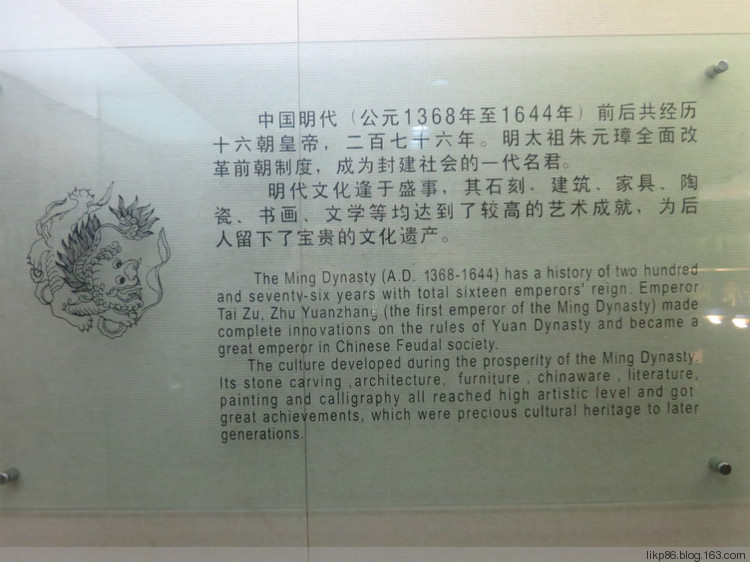 中国明代（公元1368年至1644年）前后共经历
十六朝皇帝，二百七十六年。明太祖朱元璋全面改
革前朝制度，成为封建社会的一代名君。
明代文化逢于盛事，其石刻、建筑、家具、陶
瓷、书画、文学等均达到了较高的艺术成就，为后
人留下了宝贵的文化遗产。
The Ming Dynasty (A.D. 1368-1644) has a history of two hundred
and seventy-six years with total sixteen emperors' reign. Emperor
Tai Zu, Zhu Yuanzhang (the first emperor of the Ming Dynasty) made
complete innovations on the rules of Yuan Dynasty and became a
great emperor in Chinese Feudal society.
The culture developed during the prosperity of the Ming Dynasty.
Its stone carving ,architecture, furniture , chinaware , literature,
painting and calligraphy all reached high artistic level and got
great achievements, which were precious cultural heritage to later
generations.
likp86.blog.163.com